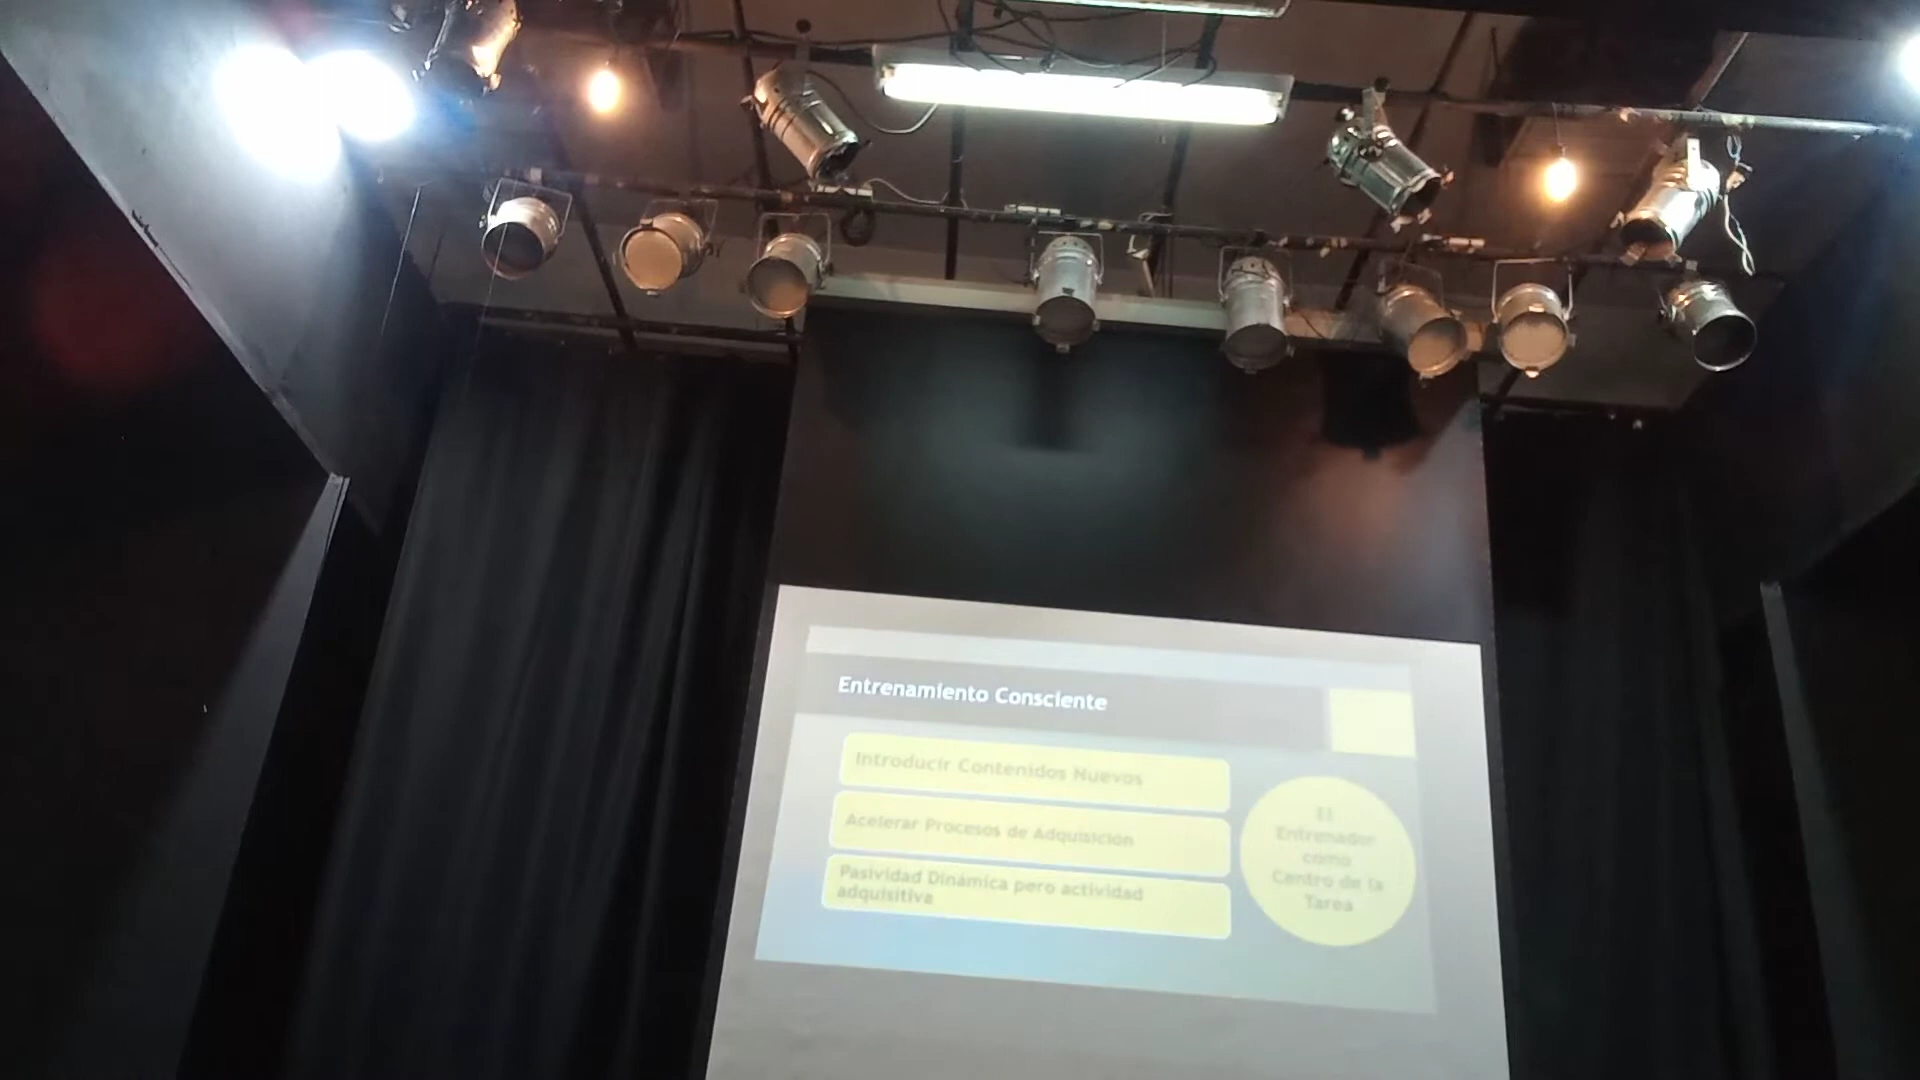 Entrenamiento Consciente
Introducir Contenidos Nuevos
Acelerar Procesos de Adquisición
Pasividad Dinámica pero actividad
adquisitiva
El
Entrenador
como
Centro de la
Tarea